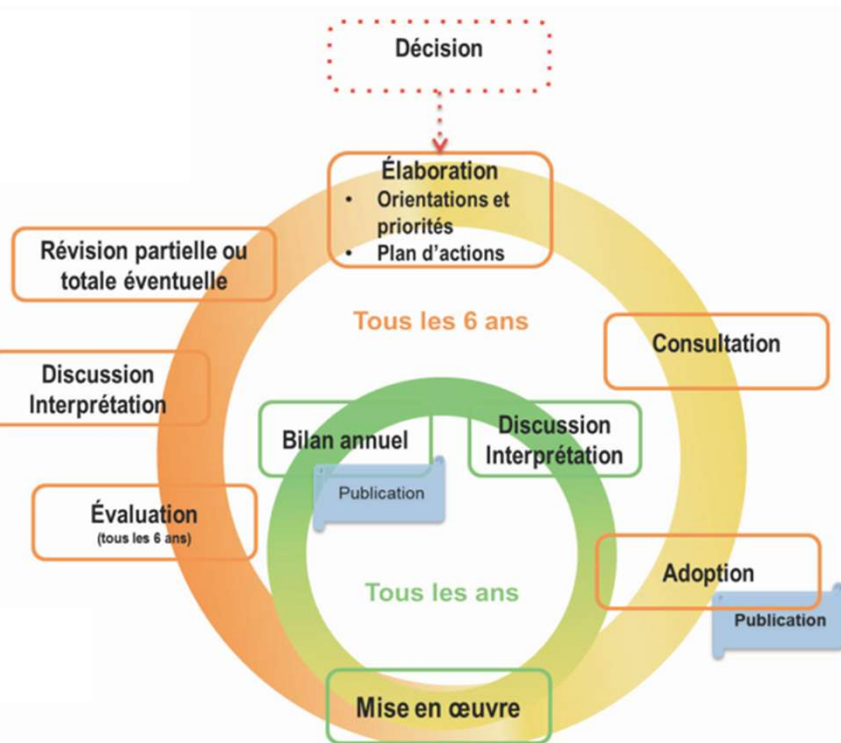 Décision
Élaboration
• Orientations et
priorités
• Plan d'actions
Révision partielle ou
totale éventuelle
Tous les 6 ans
Consultation
Discussion
Interprétation
Bilan annuel
Publication
Discussion
Interprétation
Évaluation
(tous les 6 ans)
Tous les ans
Adoption
Publication
Mise en œuvre